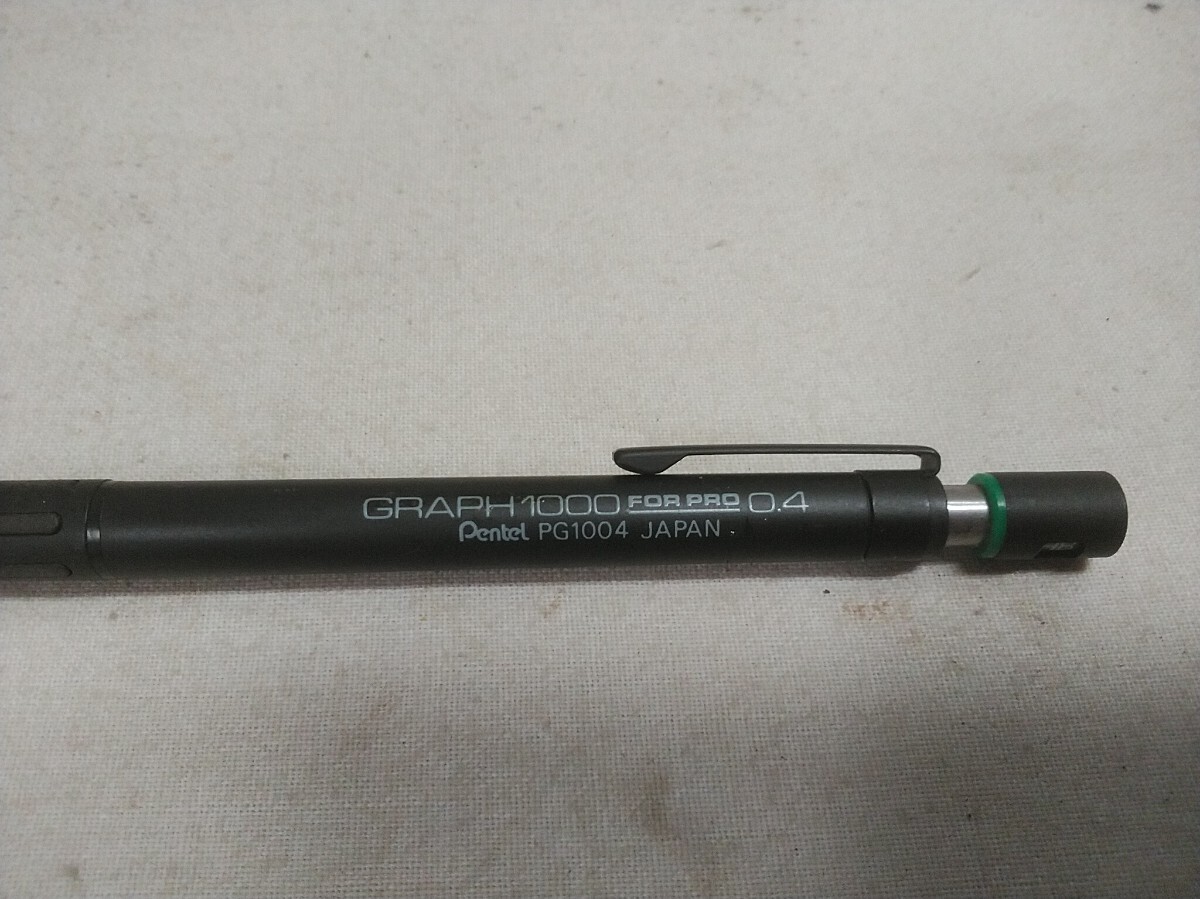 GRAPH1000 FOR PRO 0.4
Pentel PG1004 JAPAN